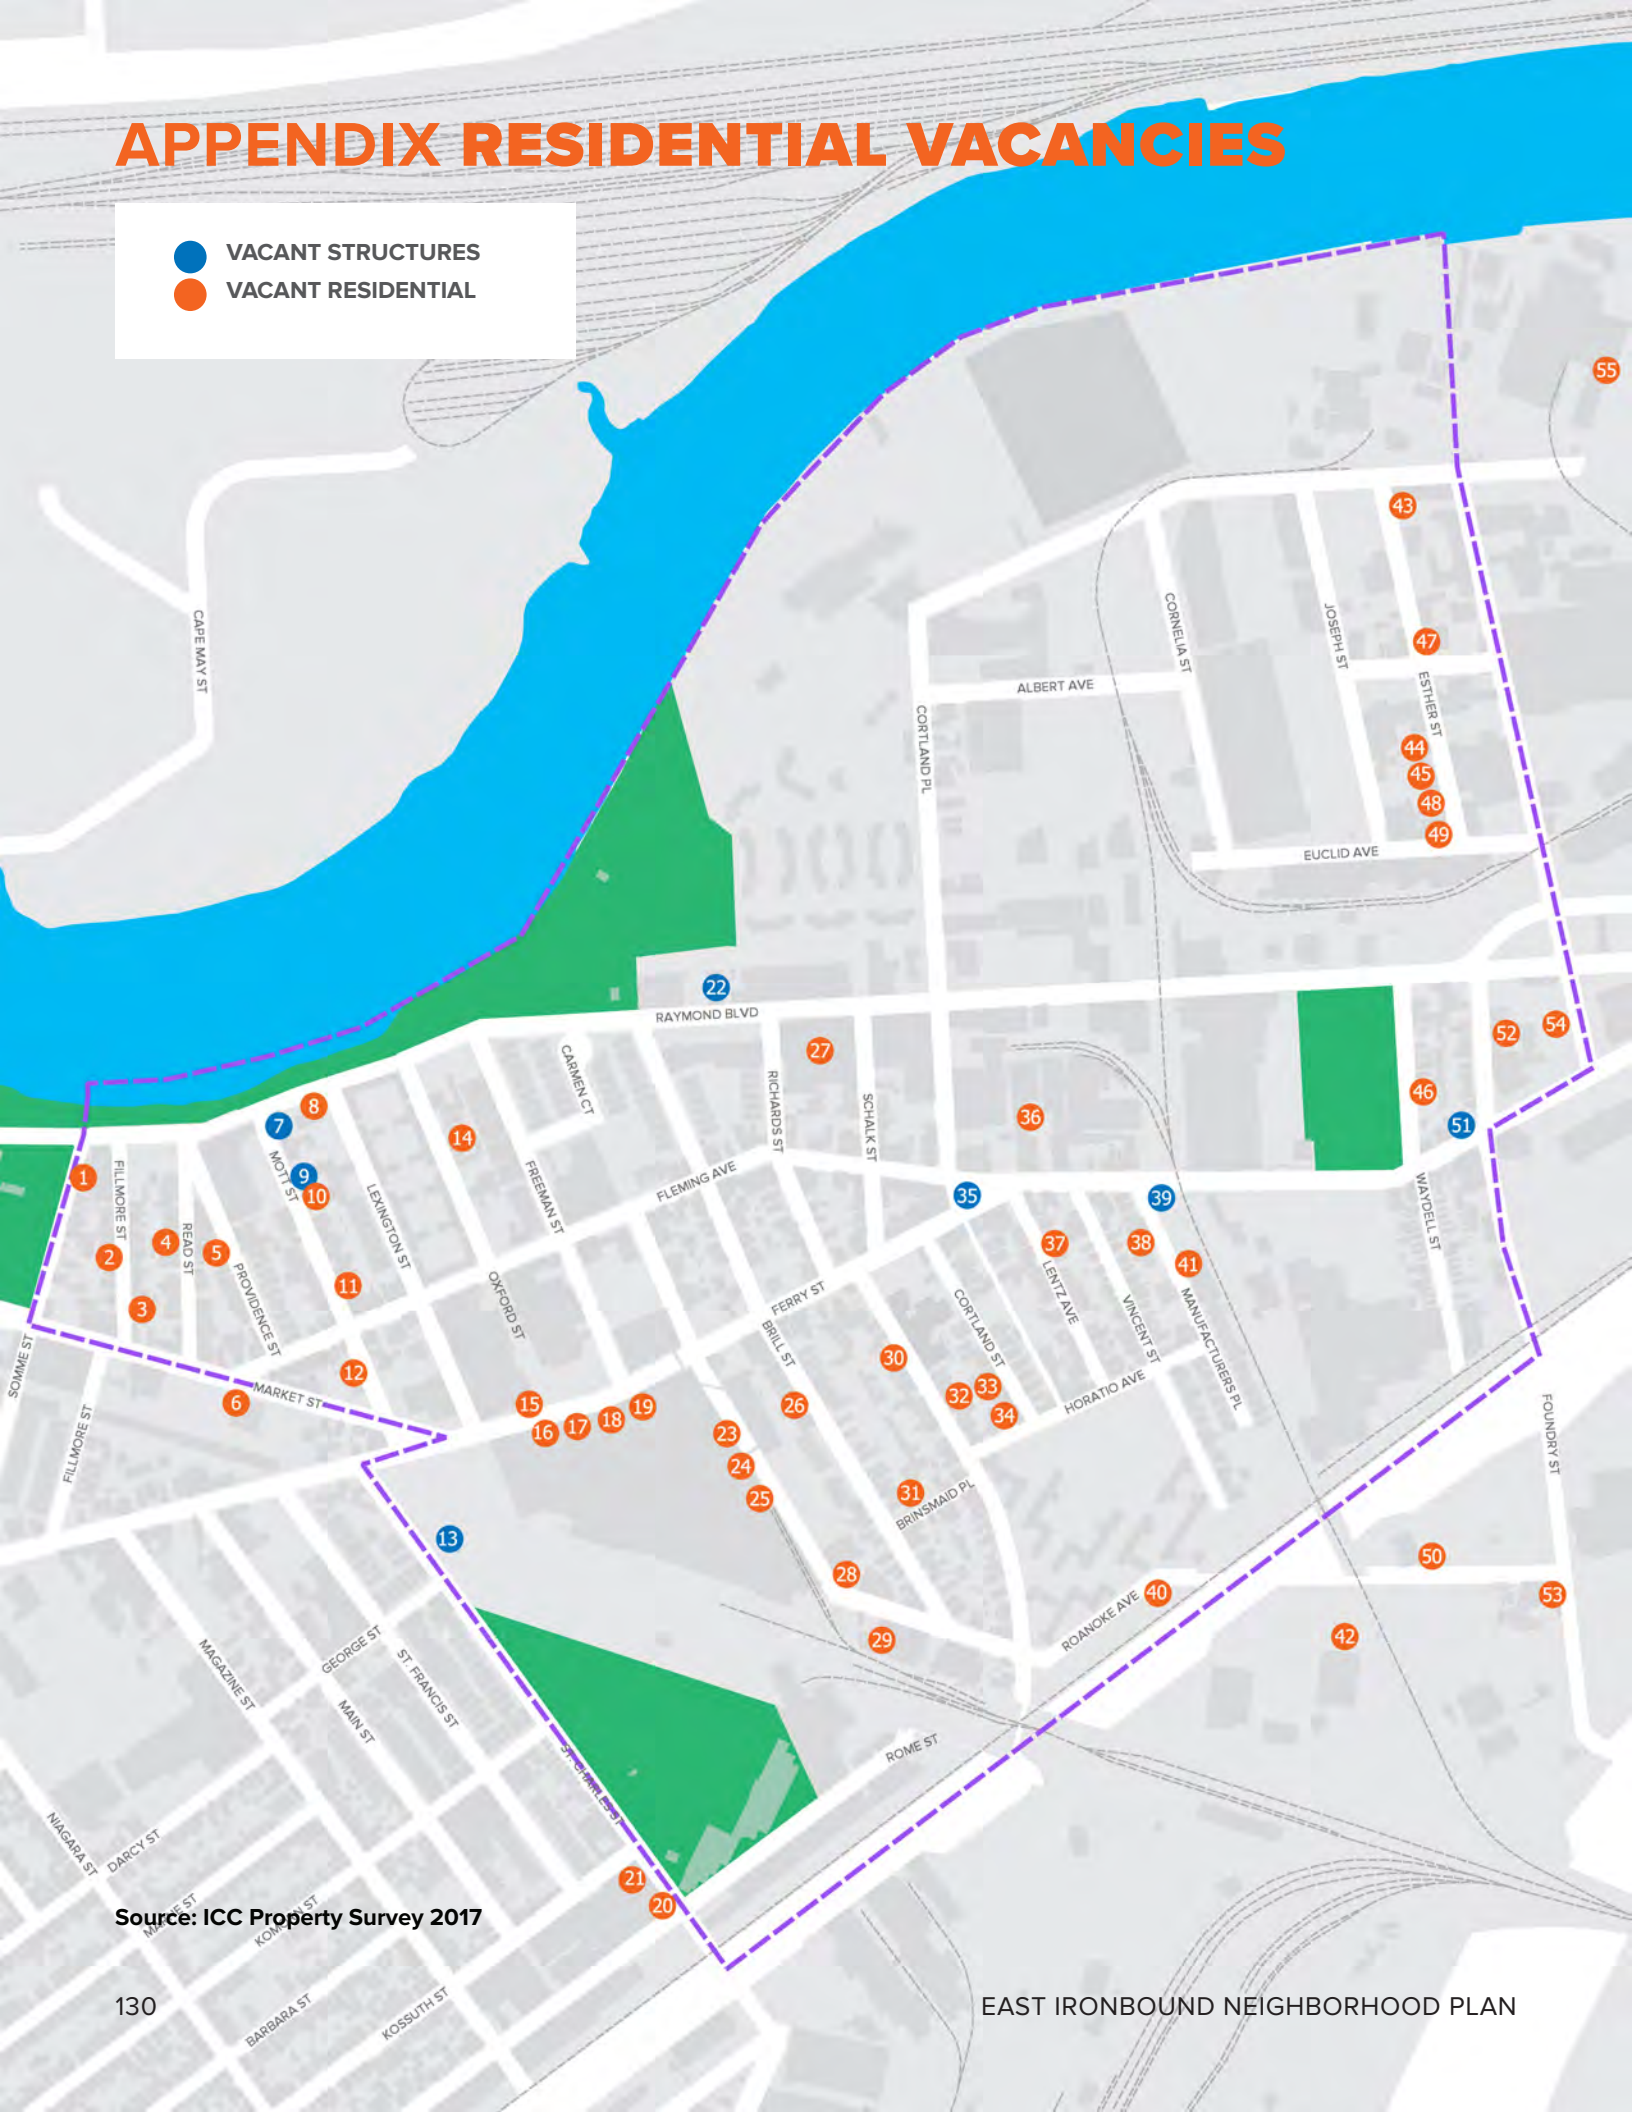 APPENDIX RESIDENTIAL VACANCIES
VACANT STRUCTURES
VACANT RESIDENTIAL
55
43
CAPE MAY ST
CORNELIA ST
JOSEPH ST
47
ALBERT AVE
ESTHER ST
CORTLAND PL
44
45
48
49
EUCLID AVE
22
RAYMOND BLVD
27
52
54
CARMEN CT
RICHARDS ST
SCHALK ST
46
7
8
14
36
51
1
FILLMORE ST
MOTT ST
9
10
LEXINGTON ST
FREEMAN ST
FLEMING AVE
35
39
WAYDELL ST
2
4
READ ST
5
PROVIDENCE ST
37
38
41
3
11
OXFORD ST
FERRY ST
CORTLAND ST
LENTZ AVE
VINCENT ST
MANUFACTURERS PL
SOMME ST
BRILL ST
30
12
MARKET ST
6
15
16
17
18
19
26
32
33
34
HORATIO AVE
FILLMORE ST
23
24
25
31
BRINSMAID PL
FOUNDRY ST
13
28
50
40
53
ROANOKE AVE
29
42
GEORGE ST
MAGAZINE ST
ST. FRANCIS ST
MAIN ST
ROME ST
ST. CHARLES ST
NIAGARA ST
DARCY ST
21
20
KOMORN ST
Source: ICC Property Survey 2017
BARBARA ST
KOSSUTH ST
130
EAST IRONBOUND NEIGHBORHOOD PLAN